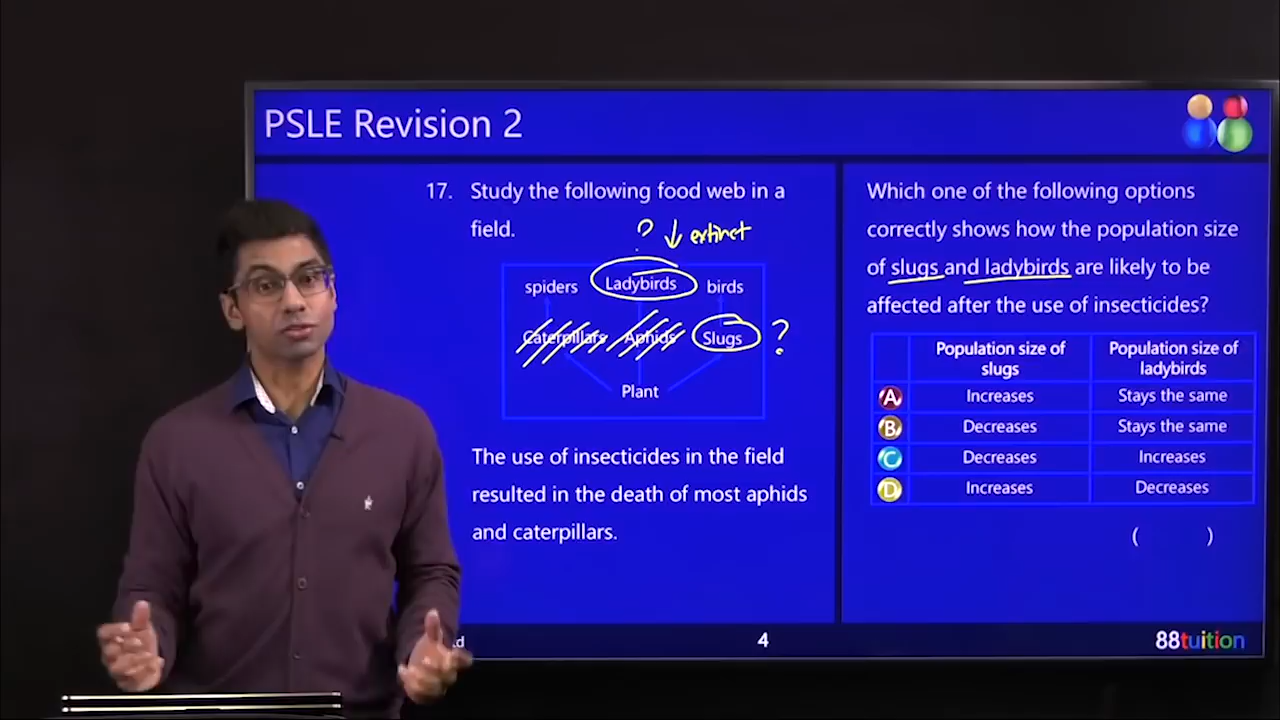 PSLE Revision 2
17. Study the following food web in a
field.
? ↓ extinct
spiders Ladybirds birds
Caterpillars Aphids Slugs ?
Plant
The use of insecticides in the field
resulted in the death of most aphids
and caterpillars.
Which one of the following options
correctly shows how the population size
of slugs and ladybirds are likely to be
affected after the use of insecticides?
Population size of slugs Population size of ladybirds
A Increases Stays the same
B Decreases Stays the same
C Decreases Increases
D Increases Decreases
( )
4
88tuition